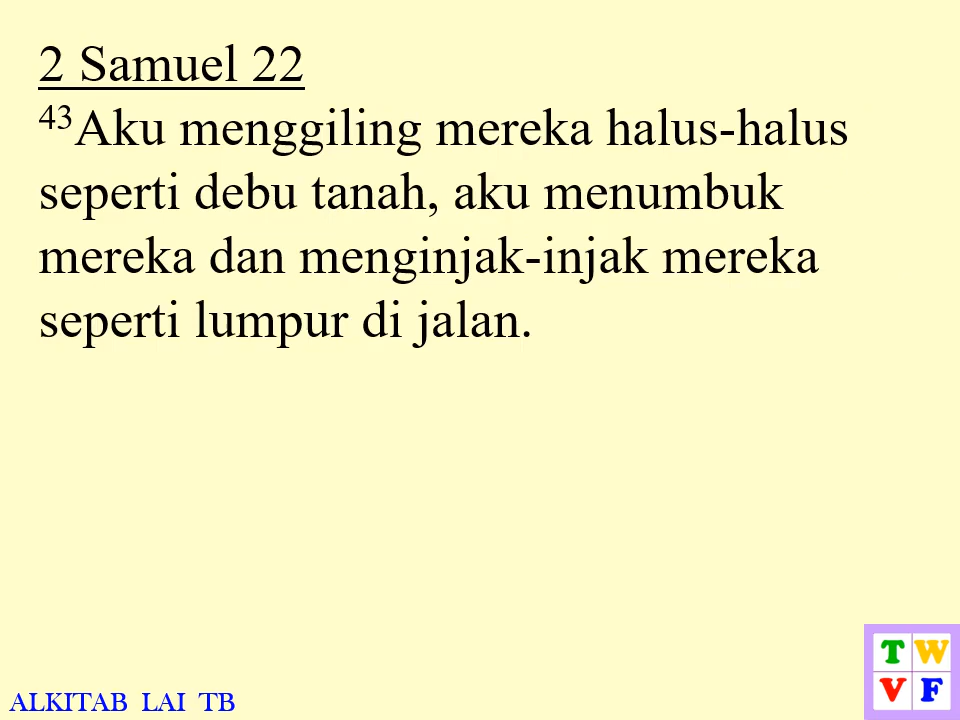 2 Samuel 22
43Aku menggiling mereka halus-halus
seperti debu tanah, aku menumbuk
mereka dan menginjak-injak mereka
seperti lumpur di jalan.
ALKITAB LAI TB
T W
V F